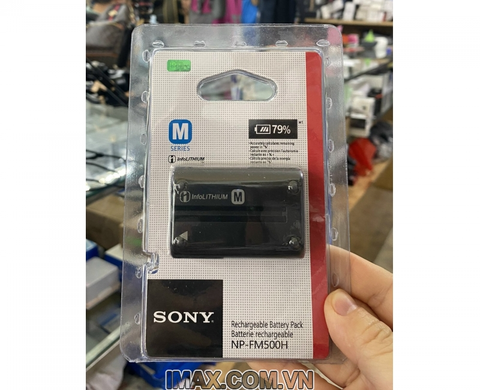 M
SERIES
InfoLITHIUM
79%
InfoLITHIUM M
SONY
Rechargeable Battery Pack
Batterie rechargeable
NP-FM500H
IMAX.COM.VN